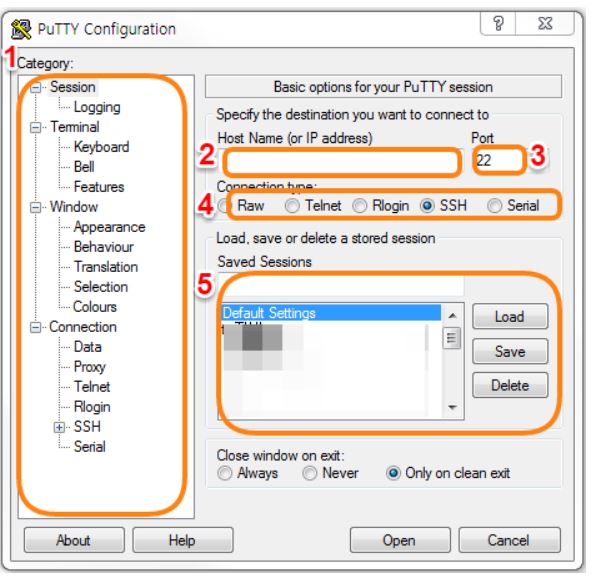 PuTTY Configuration
1
Category:
Session
Logging
Terminal
Keyboard
Bell
Features
Window
Appearance
Behaviour
Translation
Selection
Colours
Connection
Data
Proxy
Telnet
Rlogin
SSH
Serial
Basic options for your PuTTY session
Specify the destination you want to connect to
Host Name (or IP address) Port
2 22 3
Connection type:
4 Raw Telnet Rlogin SSH Serial
Load, save or delete a stored session
Saved Sessions
5
Default Settings
Load
Save
Delete
Close window on exit:
Always Never Only on clean exit
About Help Open Cancel